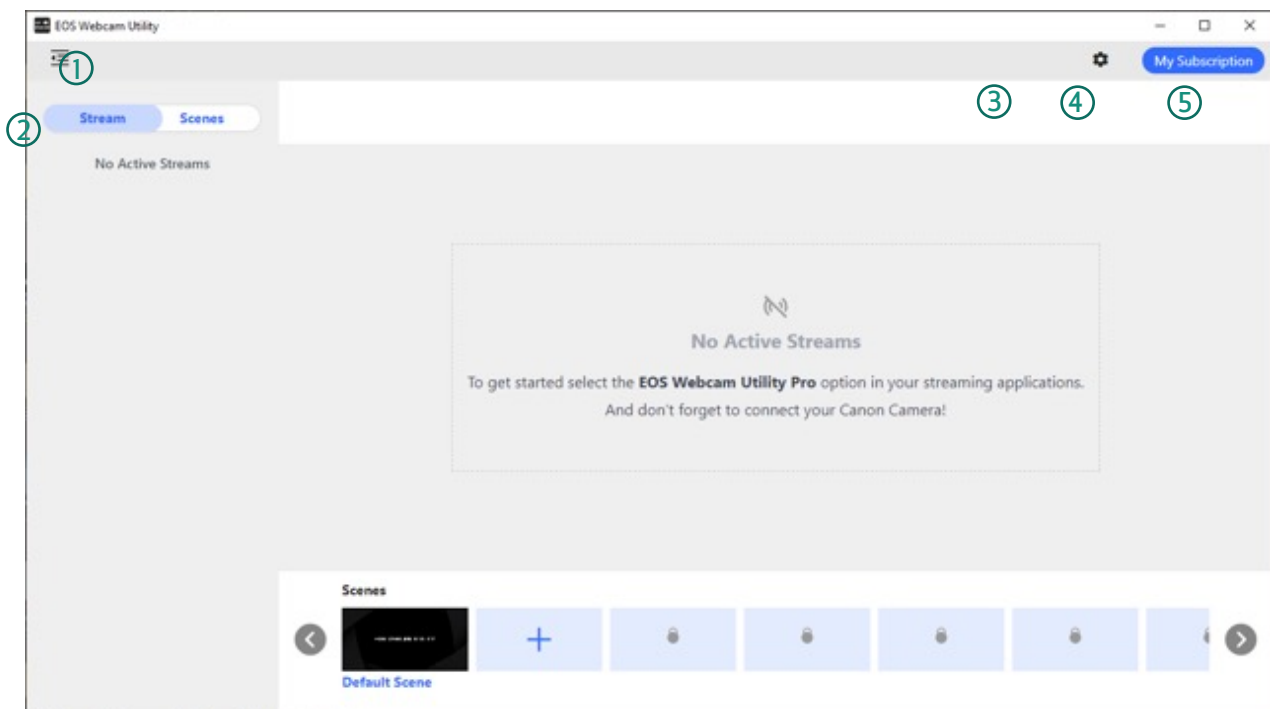 EOS Webcam Utility
①
My Subscription
②
Stream
Scenes
③
④
⑤
No Active Streams
No Active Streams
To get started select the EOS Webcam Utility Pro option in your streaming applications.
And don't forget to connect your Canon Camera!
Scenes
Default Scene